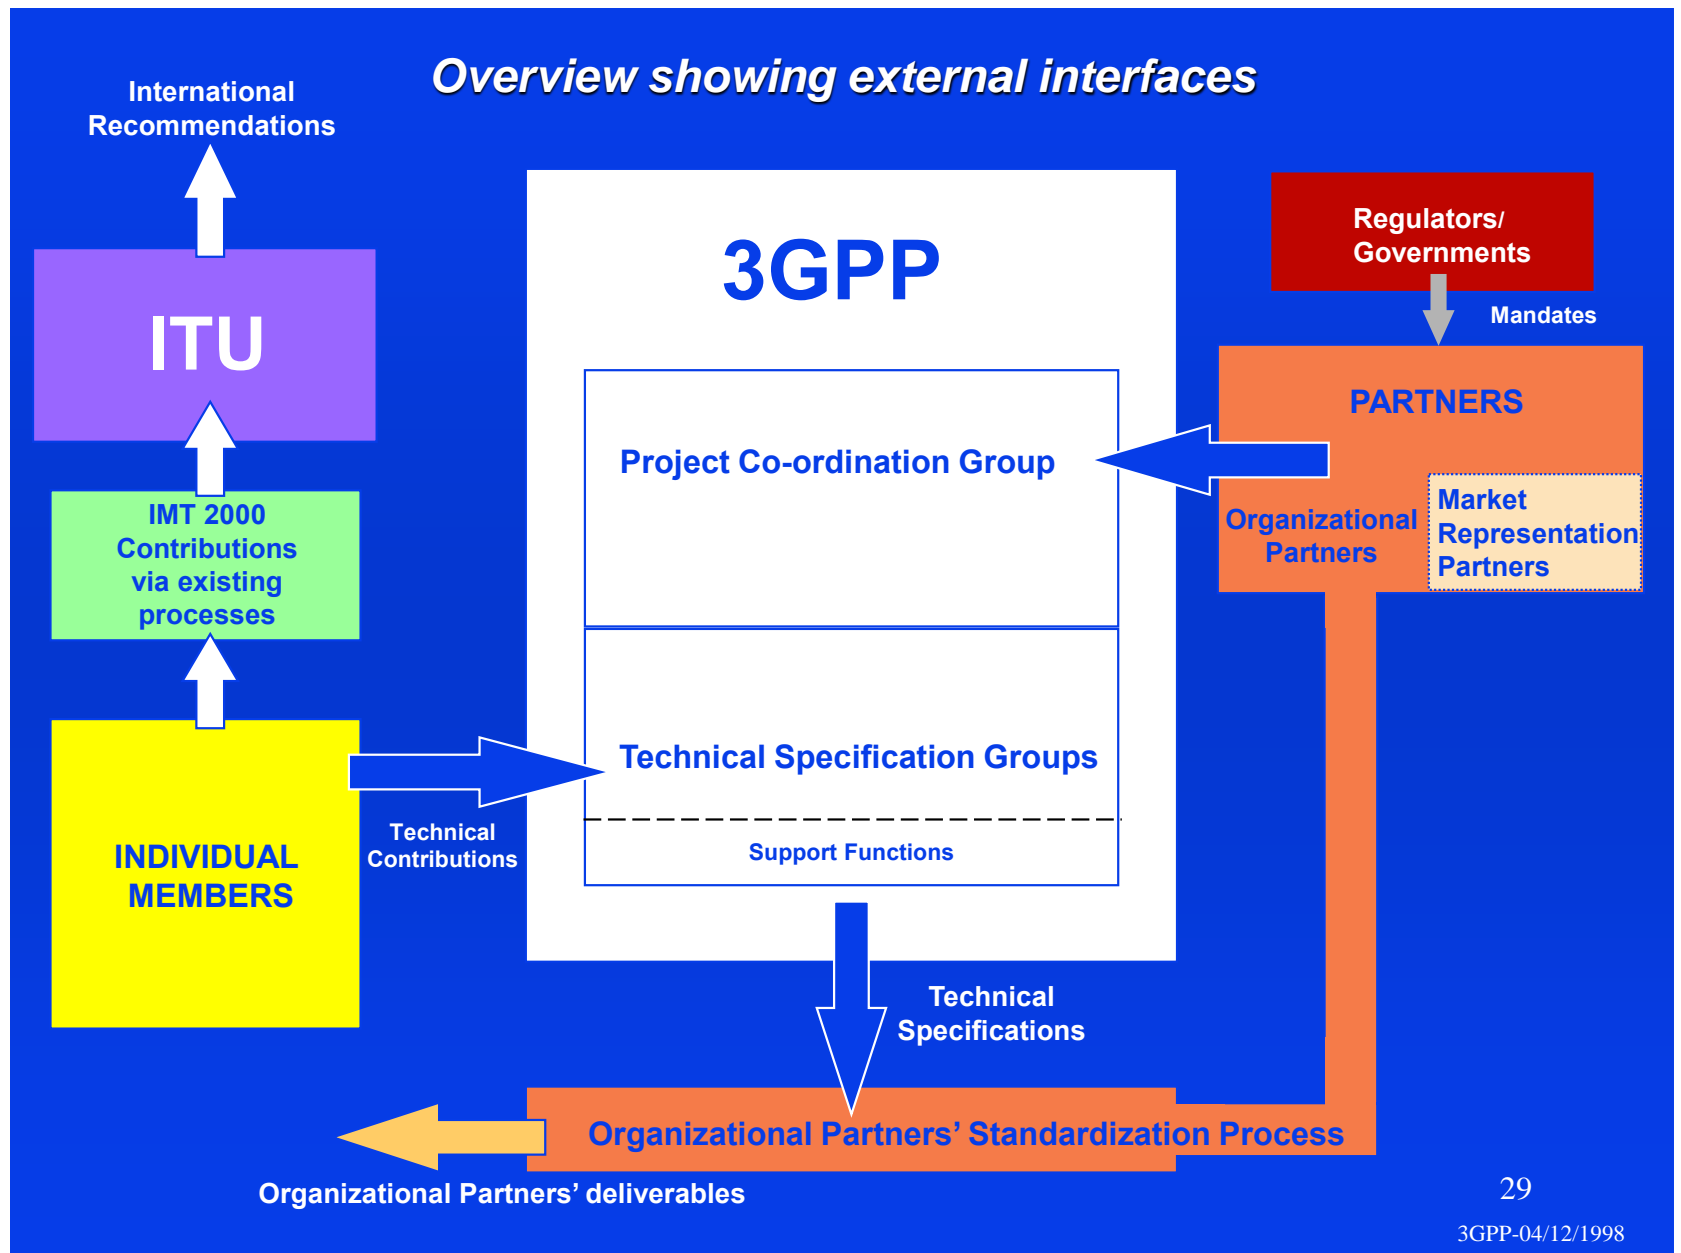 Overview showing external interfaces
International
Recommendations
ITU
IMT 2000
Contributions
via existing
processes
INDIVIDUAL
MEMBERS
Technical
Contributions
3GPP
Project Co-ordination Group
Technical Specification Groups
Support Functions
Technical
Specifications
Regulators/
Governments
Mandates
PARTNERS
Organizational
Partners
Market
Representation
Partners
Organizational Partners’ Standardization Process
Organizational Partners’ deliverables
29
3GPP-04/12/1998